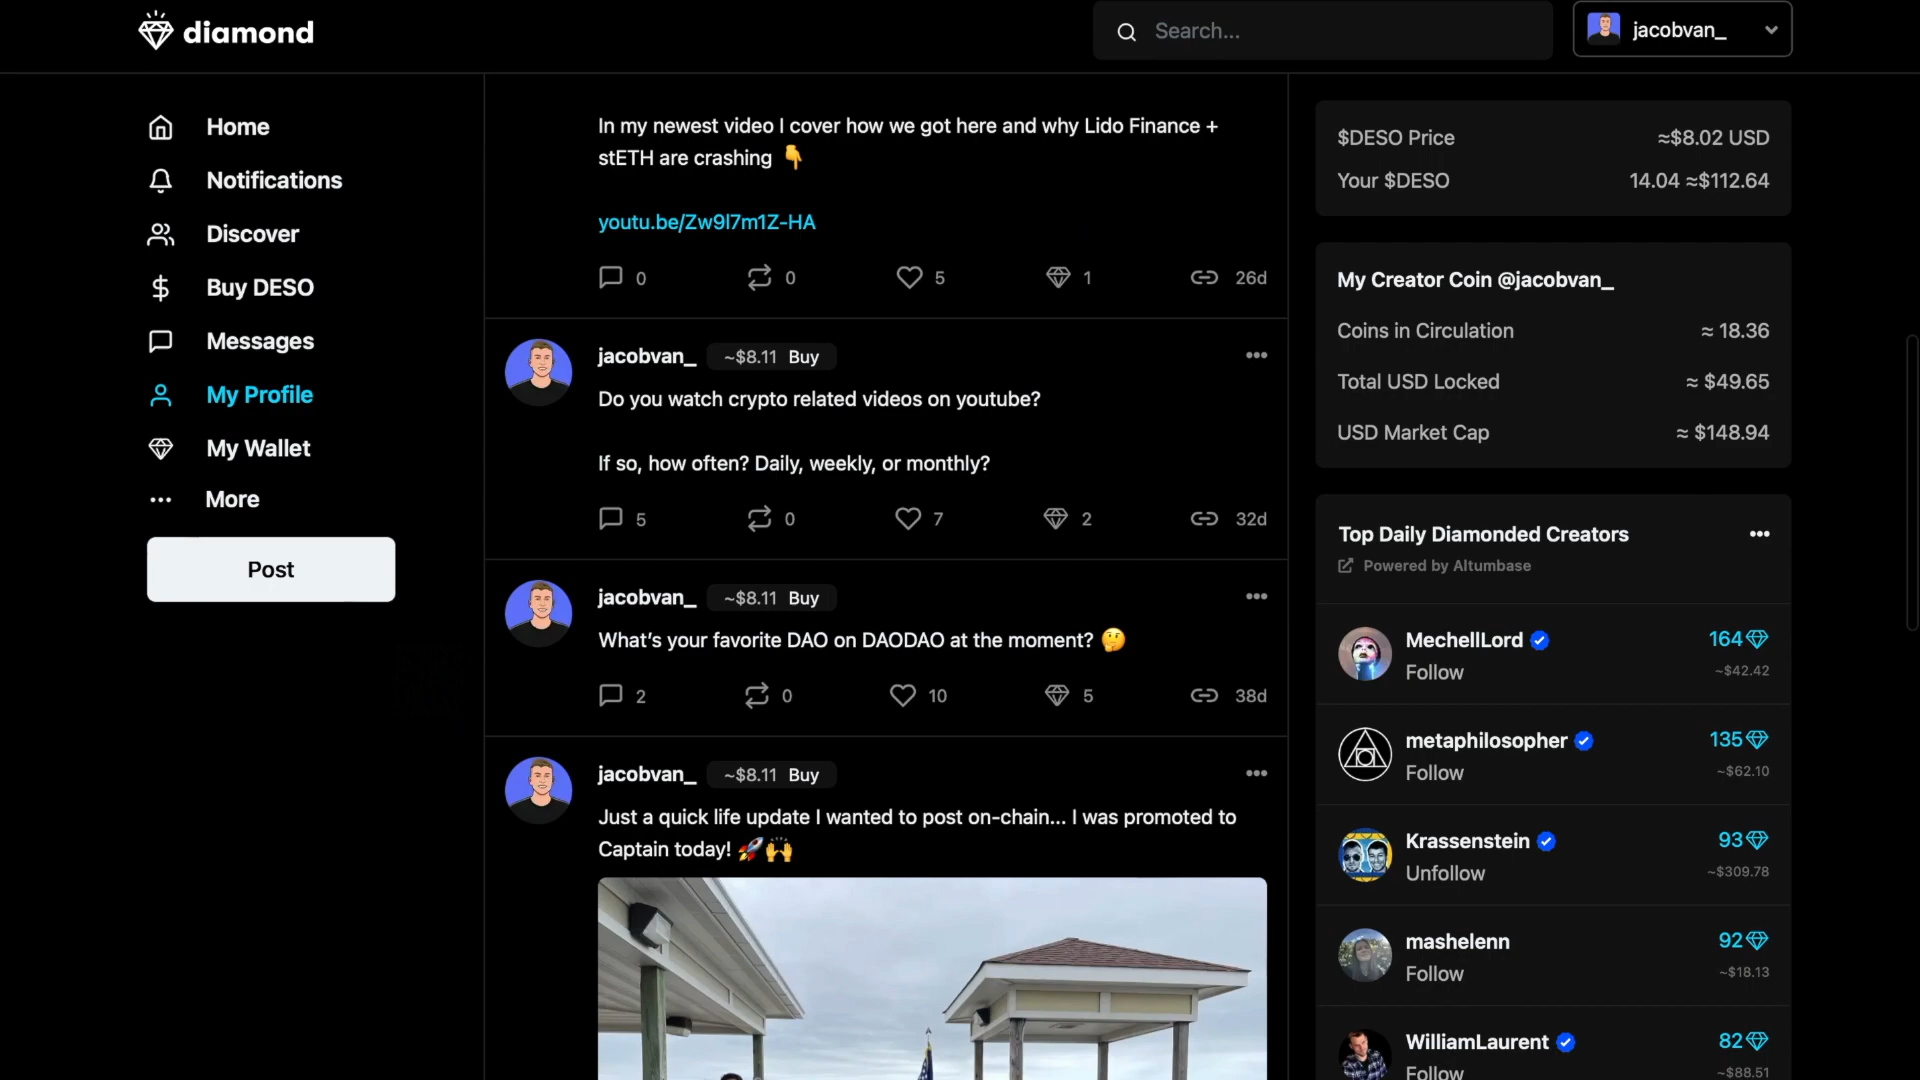 diamond
Search...
jacobvan_
Home
Notifications
Discover
Buy DESO
Messages
My Profile
My Wallet
More
Post
In my newest video I cover how we got here and why Lido Finance +
stETH are crashing 👇
youtu.be/Zw9l7m1Z-HA
0 0 5 1 26d
jacobvan_ ~$8.11 Buy
Do you watch crypto related videos on youtube?
If so, how often? Daily, weekly, or monthly?
5 0 7 2 32d
jacobvan_ ~$8.11 Buy
What's your favorite DAO on DAODAO at the moment? 🤔
2 0 10 5 38d
jacobvan_ ~$8.11 Buy
Just a quick life update I wanted to post on-chain... I was promoted to
Captain today! 🚀🙌
$DESO Price ≈$8.02 USD
Your $DESO 14.04 ≈$112.64
My Creator Coin @jacobvan_
Coins in Circulation ≈ 18.36
Total USD Locked ≈ $49.65
USD Market Cap ≈ $148.94
Top Daily Diamonded Creators
Powered by Altumbase
MechellLord 164
Follow ~$42.42
metaphilosopher 135
Follow ~$62.10
Krassenstein 93
Unfollow ~$309.78
mashelenn 92
Follow ~$18.13
WilliamLaurent 82
Follow ~$88.51